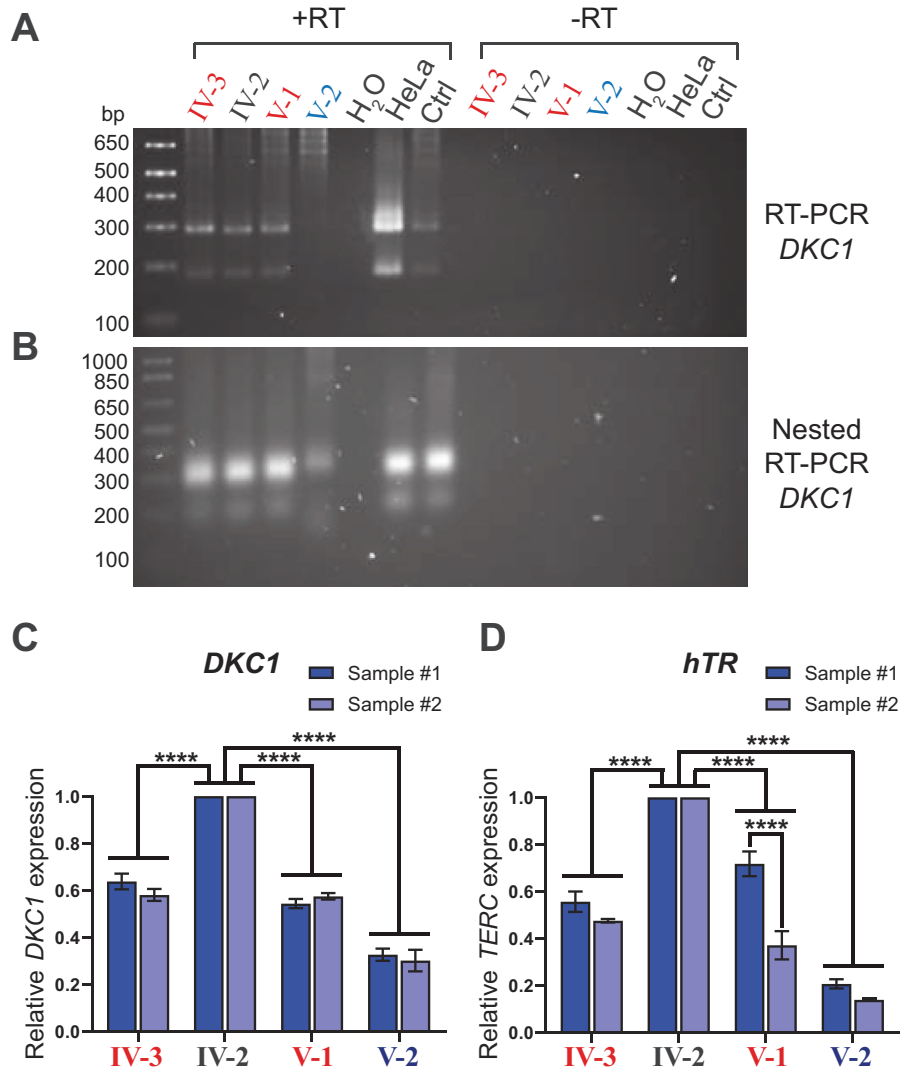 A
+RT
-RT
bp
IV-3
IV-2
V-1
V-2
H2O
HeLa
Ctrl
IV-3
IV-2
V-1
V-2
H2O
HeLa
Ctrl
650
500
400
300
200
100
RT-PCR
DKC1
B
1000
850
650
500
400
300
200
100
Nested
RT-PCR
DKC1
C
DKC1
Sample #1
Sample #2
****
****
****
Relative DKC1 expression
1.0
0.8
0.6
0.4
0.2
0.0
IV-3
IV-2
V-1
V-2
D
hTR
Sample #1
Sample #2
****
****
****
****
Relative TERC expression
1.0
0.8
0.6
0.4
0.2
0.0
IV-3
IV-2
V-1
V-2